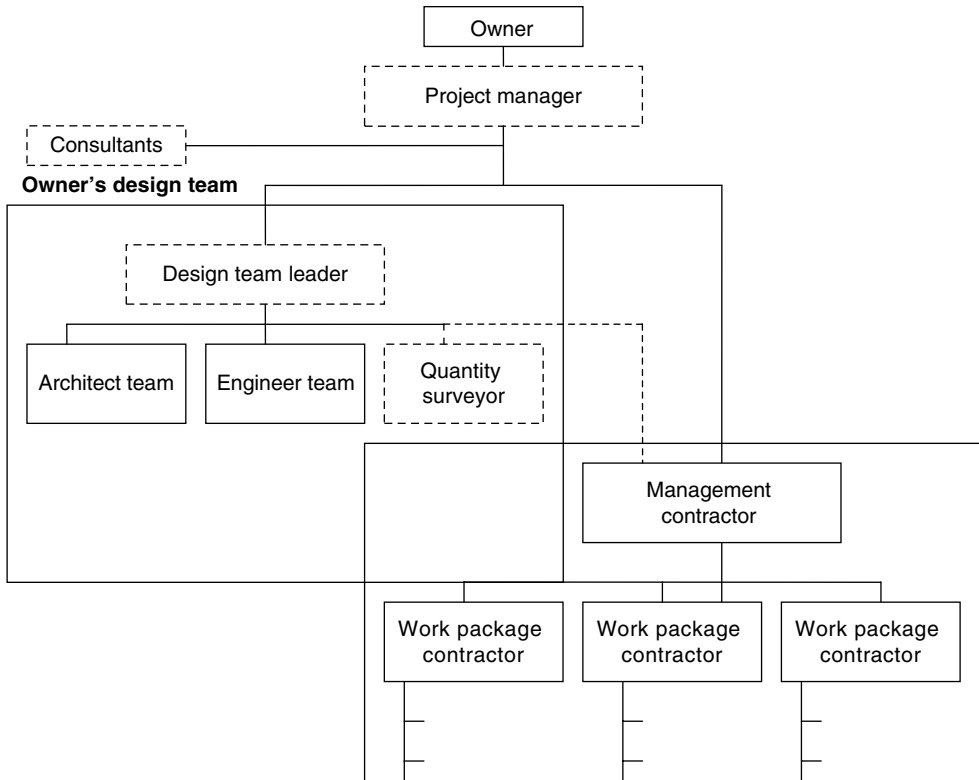 Owner
Project manager
Consultants
Owner’s design team
Design team leader
Architect team
Engineer team
Quantity
surveyor
Management
contractor
Work package
contractor
Work package
contractor
Work package
contractor